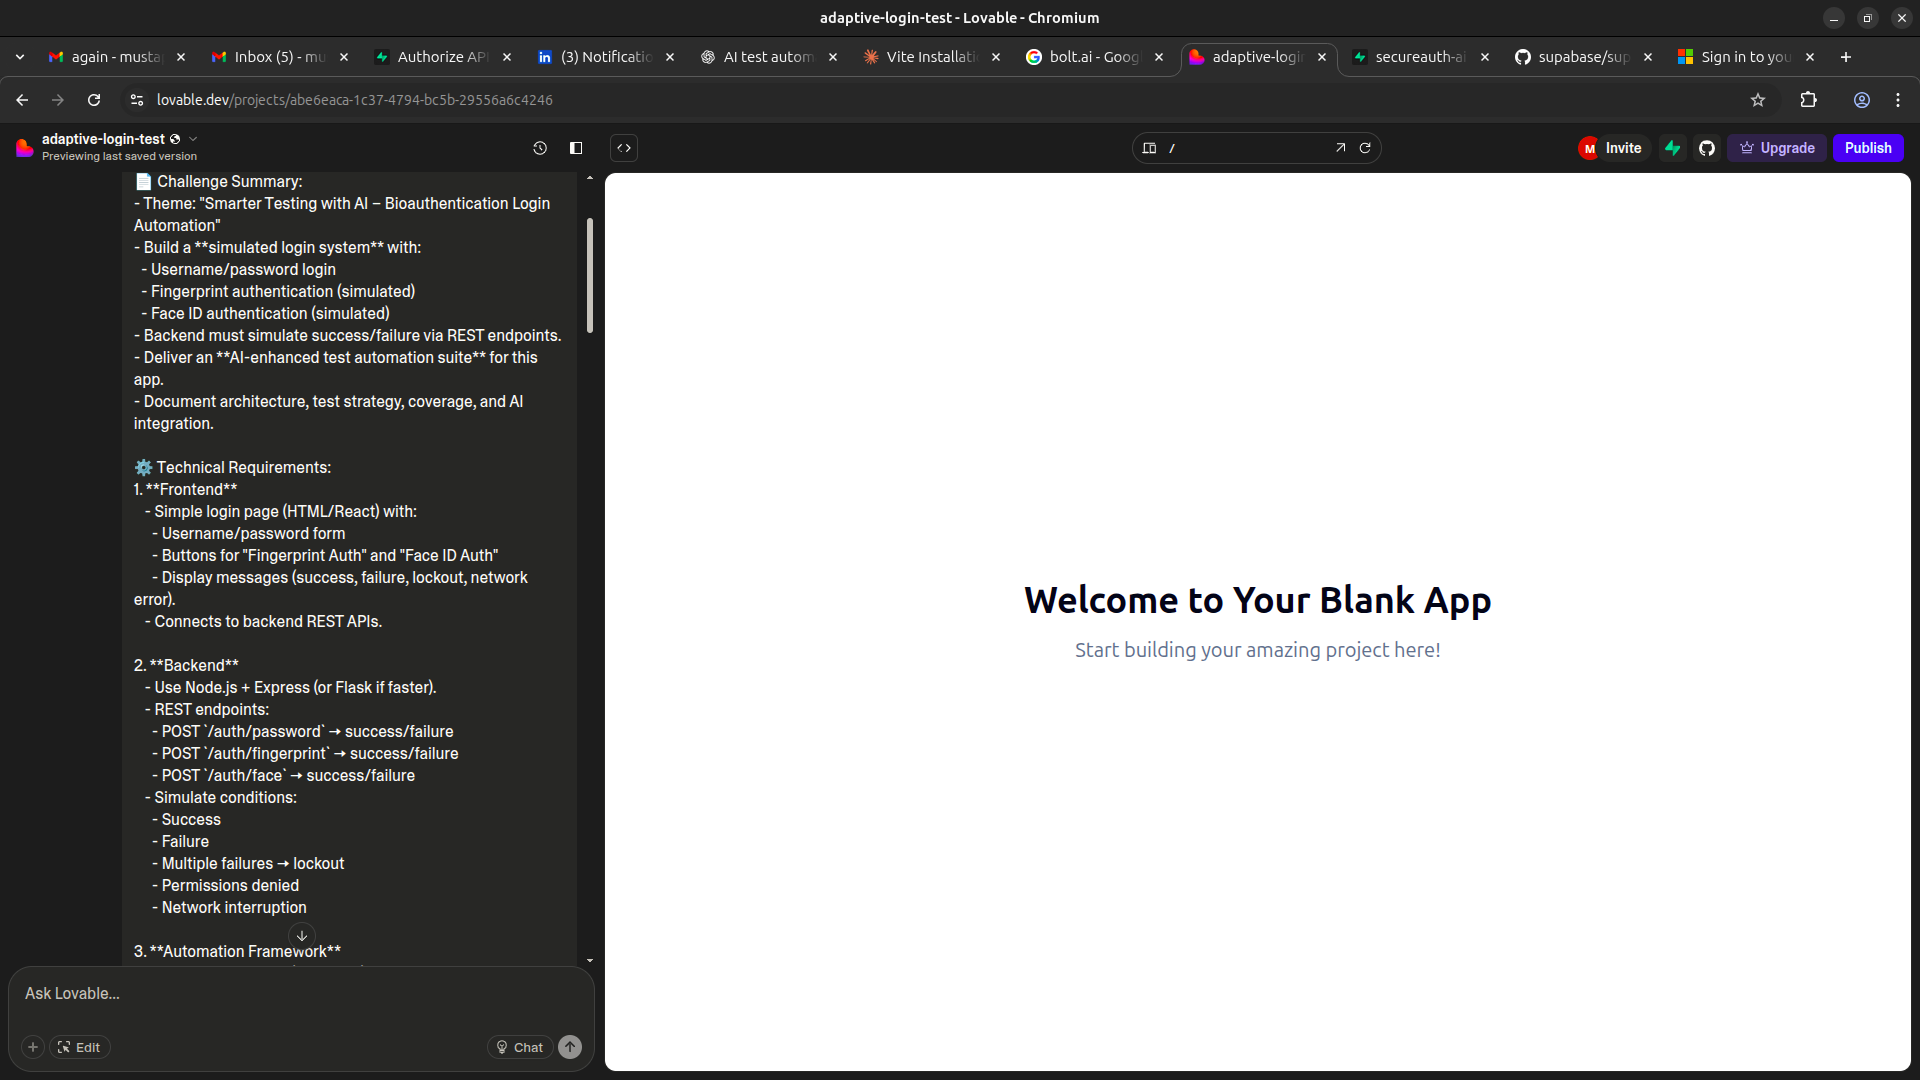 adaptive-login-test - Lovable - Chromium
again - musta
Inbox (5) - mu
Authorize API
(3) Notificatio
AI test autom
Vite Installati
bolt.ai - Goog
adaptive-login
secureauth-ai
supabase/sup
Sign in to you
lovable.dev/projects/abe6eaca-1c37-4794-bc5b-29556a6c4246
adaptive-login-test
Previewing last saved version
/
M
Invite
Upgrade
Publish
📄 Challenge Summary:
- Theme: "Smarter Testing with AI – Bioauthentication Login
Automation"
- Build a **simulated login system** with:
- Username/password login
- Fingerprint authentication (simulated)
- Face ID authentication (simulated)
- Backend must simulate success/failure via REST endpoints.
- Deliver an **AI-enhanced test automation suite** for this
app.
- Document architecture, test strategy, coverage, and AI
integration.
⚙️ Technical Requirements:
1. **Frontend**
- Simple login page (HTML/React) with:
- Username/password form
- Buttons for "Fingerprint Auth" and "Face ID Auth"
- Display messages (success, failure, lockout, network
error).
- Connects to backend REST APIs.
2. **Backend**
- Use Node.js + Express (or Flask if faster).
- REST endpoints:
- POST `/auth/password` → success/failure
- POST `/auth/fingerprint` → success/failure
- POST `/auth/face` → success/failure
- Simulate conditions:
- Success
- Failure
- Multiple failures → lockout
- Permissions denied
- Network interruption
3. **Automation Framework**
Ask Lovable...
Edit
Chat
Welcome to Your Blank App
Start building your amazing project here!